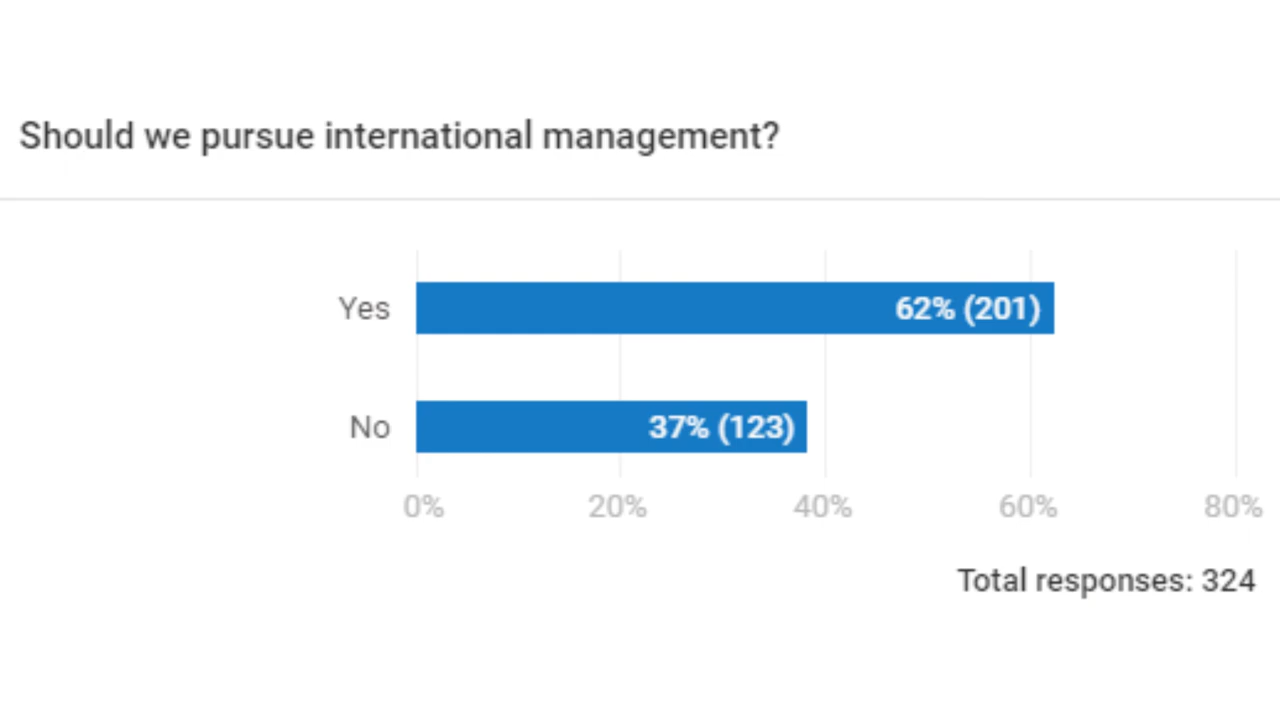 Should we pursue international management?
Yes 62% (201)
No 37% (123)
0% 20% 40% 60% 80%
Total responses: 324